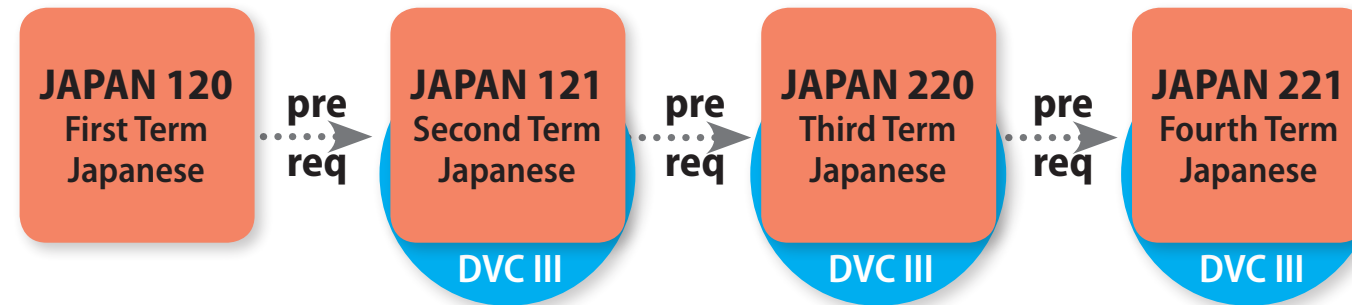 JAPAN 120
First Term
Japanese
pre
req
JAPAN 121
Second Term
Japanese
DVC III
pre
req
JAPAN 220
Third Term
Japanese
DVC III
pre
req
JAPAN 221
Fourth Term
Japanese
DVC III